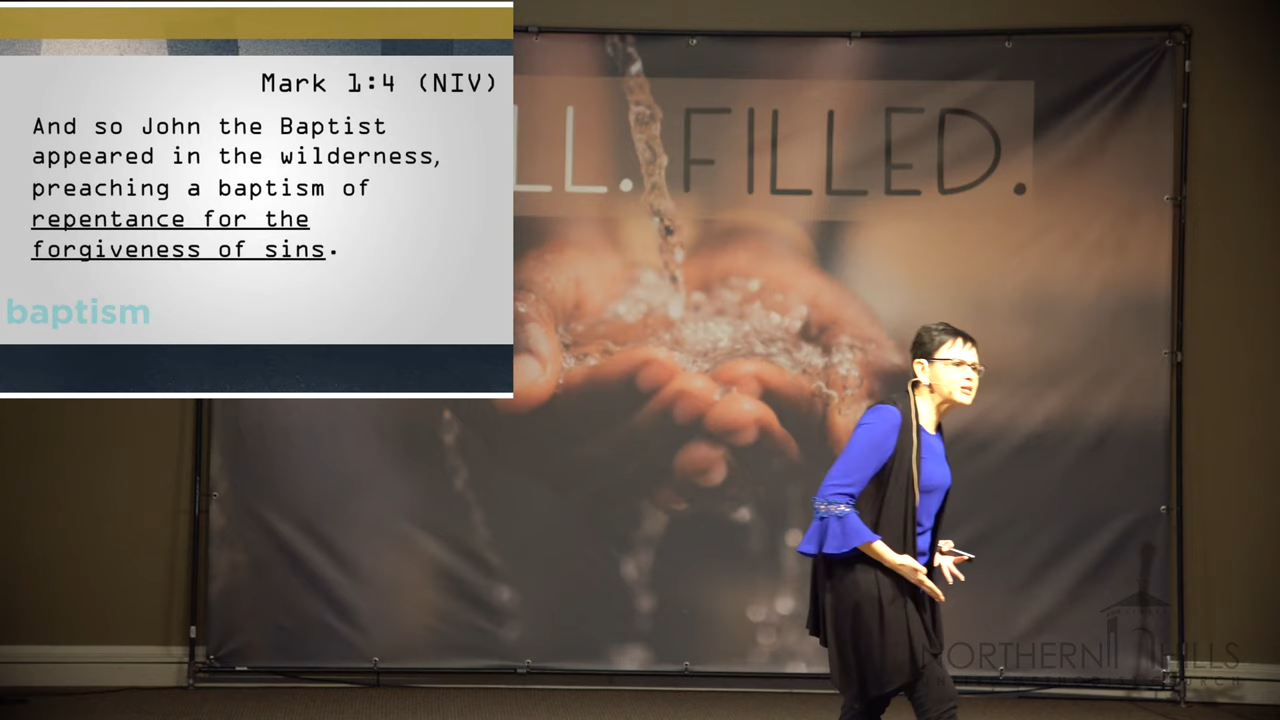 Mark 1:4 (NIV)
And so John the Baptist
appeared in the wilderness,
preaching a baptism of
repentance for the
forgiveness of sins.
baptism
LL. FILLED.
NORTHERN HILLS